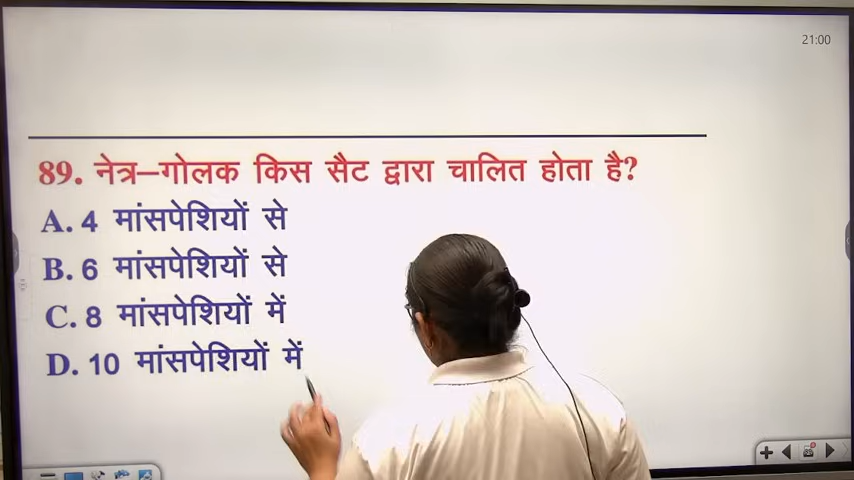 21:00
89. नेत्र–गोलक किस सैट द्वारा चालित होता है?
A. 4 मांसपेशियों से
B. 6 मांसपेशियों से
C. 8 मांसपेशियों में
D. 10 मांसपेशियों में